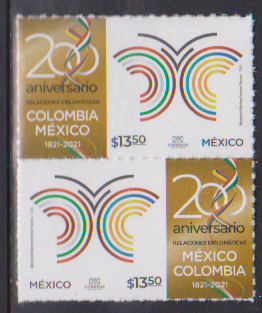 200
aniversario
RELACIONES DIPLOMÁTICAS
COLOMBIA
MÉXICO
1821-2021
$13.50
MÉXICO
MÉXICO
$13.50
200
aniversario
RELACIONES DIPLOMÁTICAS
MÉXICO
COLOMBIA
1821-2021